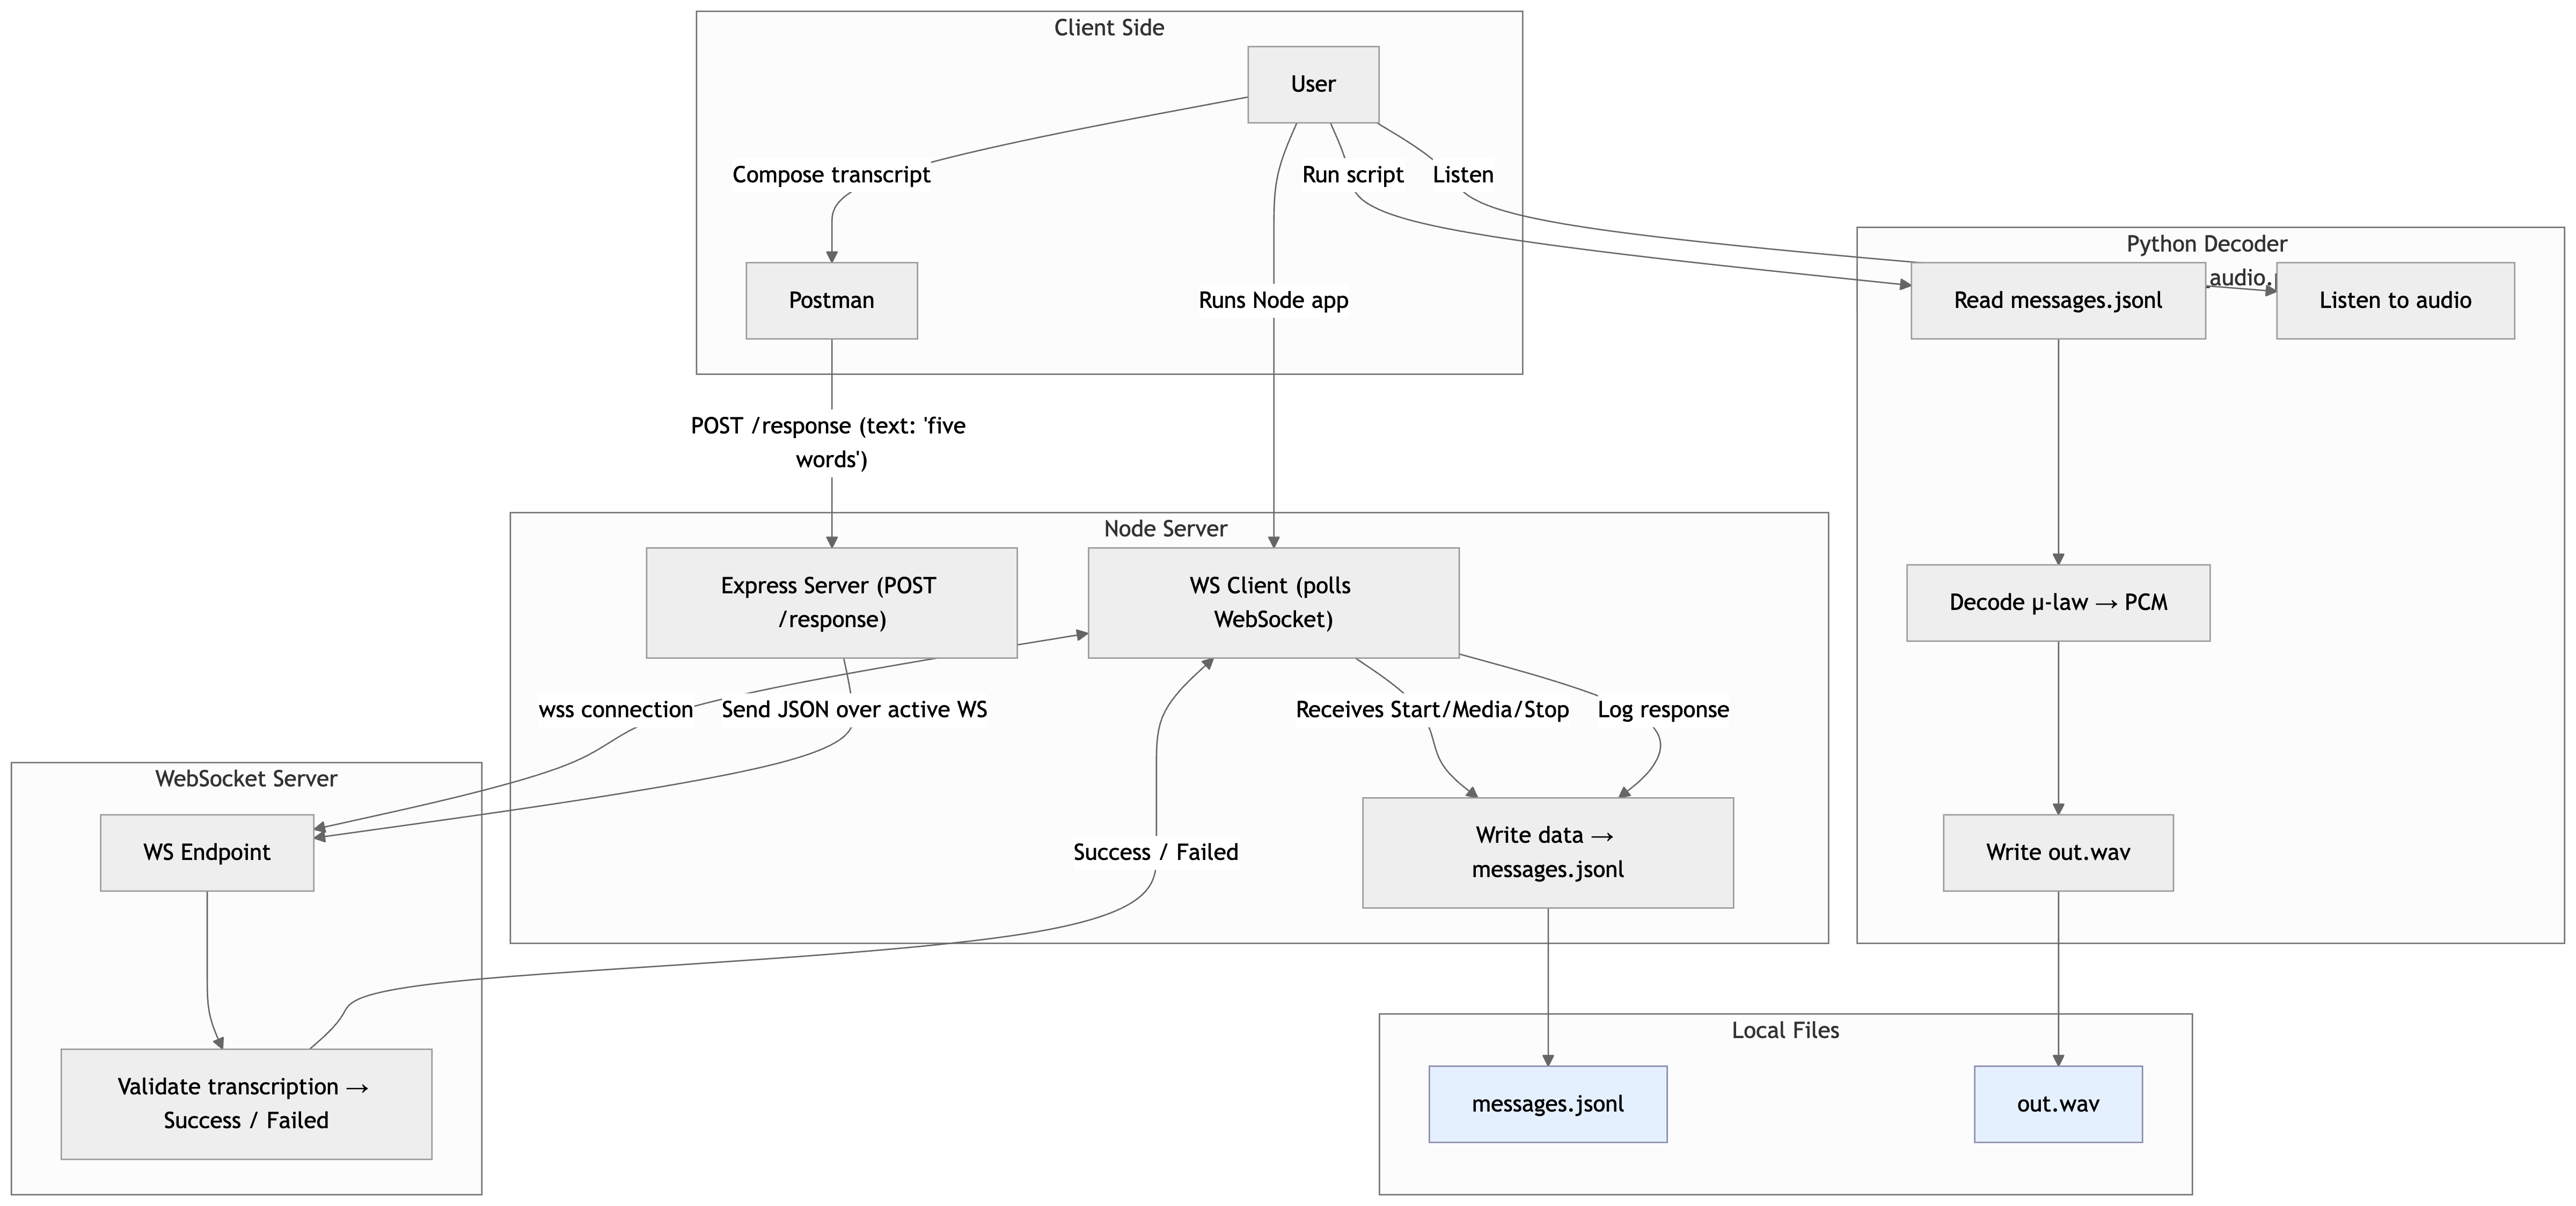 Client Side
User
Compose transcript
Run script
Listen
Postman
Runs Node app
POST /response (text: 'five
words')
Python Decoder
_audio.
Read messages.jsonl
Listen to audio
Decode µ-law → PCM
Write out.wav
Node Server
Express Server (POST
/response)
WS Client (polls
WebSocket)
wss connection
Send JSON over active WS
Receives Start/Media/Stop
Log response
Success / Failed
Write data →
messages.jsonl
WebSocket Server
WS Endpoint
Validate transcription →
Success / Failed
Local Files
messages.jsonl
out.wav